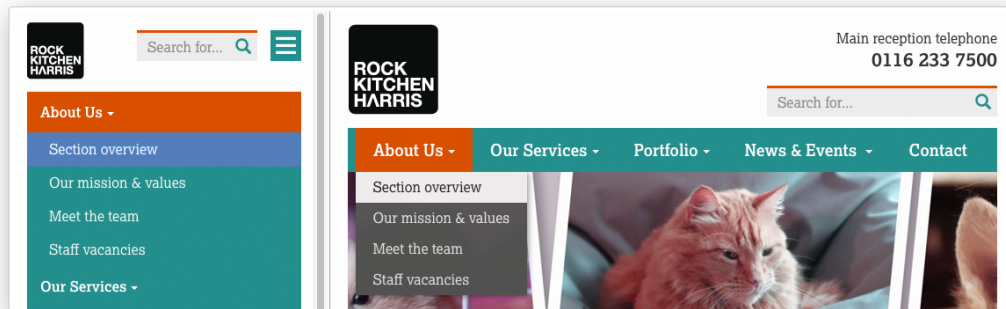 ROCK
KITCHEN
HARRIS
Search for...
About Us
Section overview
Our mission & values
Meet the team
Staff vacancies
Our Services
ROCK
KITCHEN
HARRIS
Main reception telephone
0116 233 7500
Search for...
About Us Our Services Portfolio News & Events Contact
Section overview
Our mission & values
Meet the team
Staff vacancies